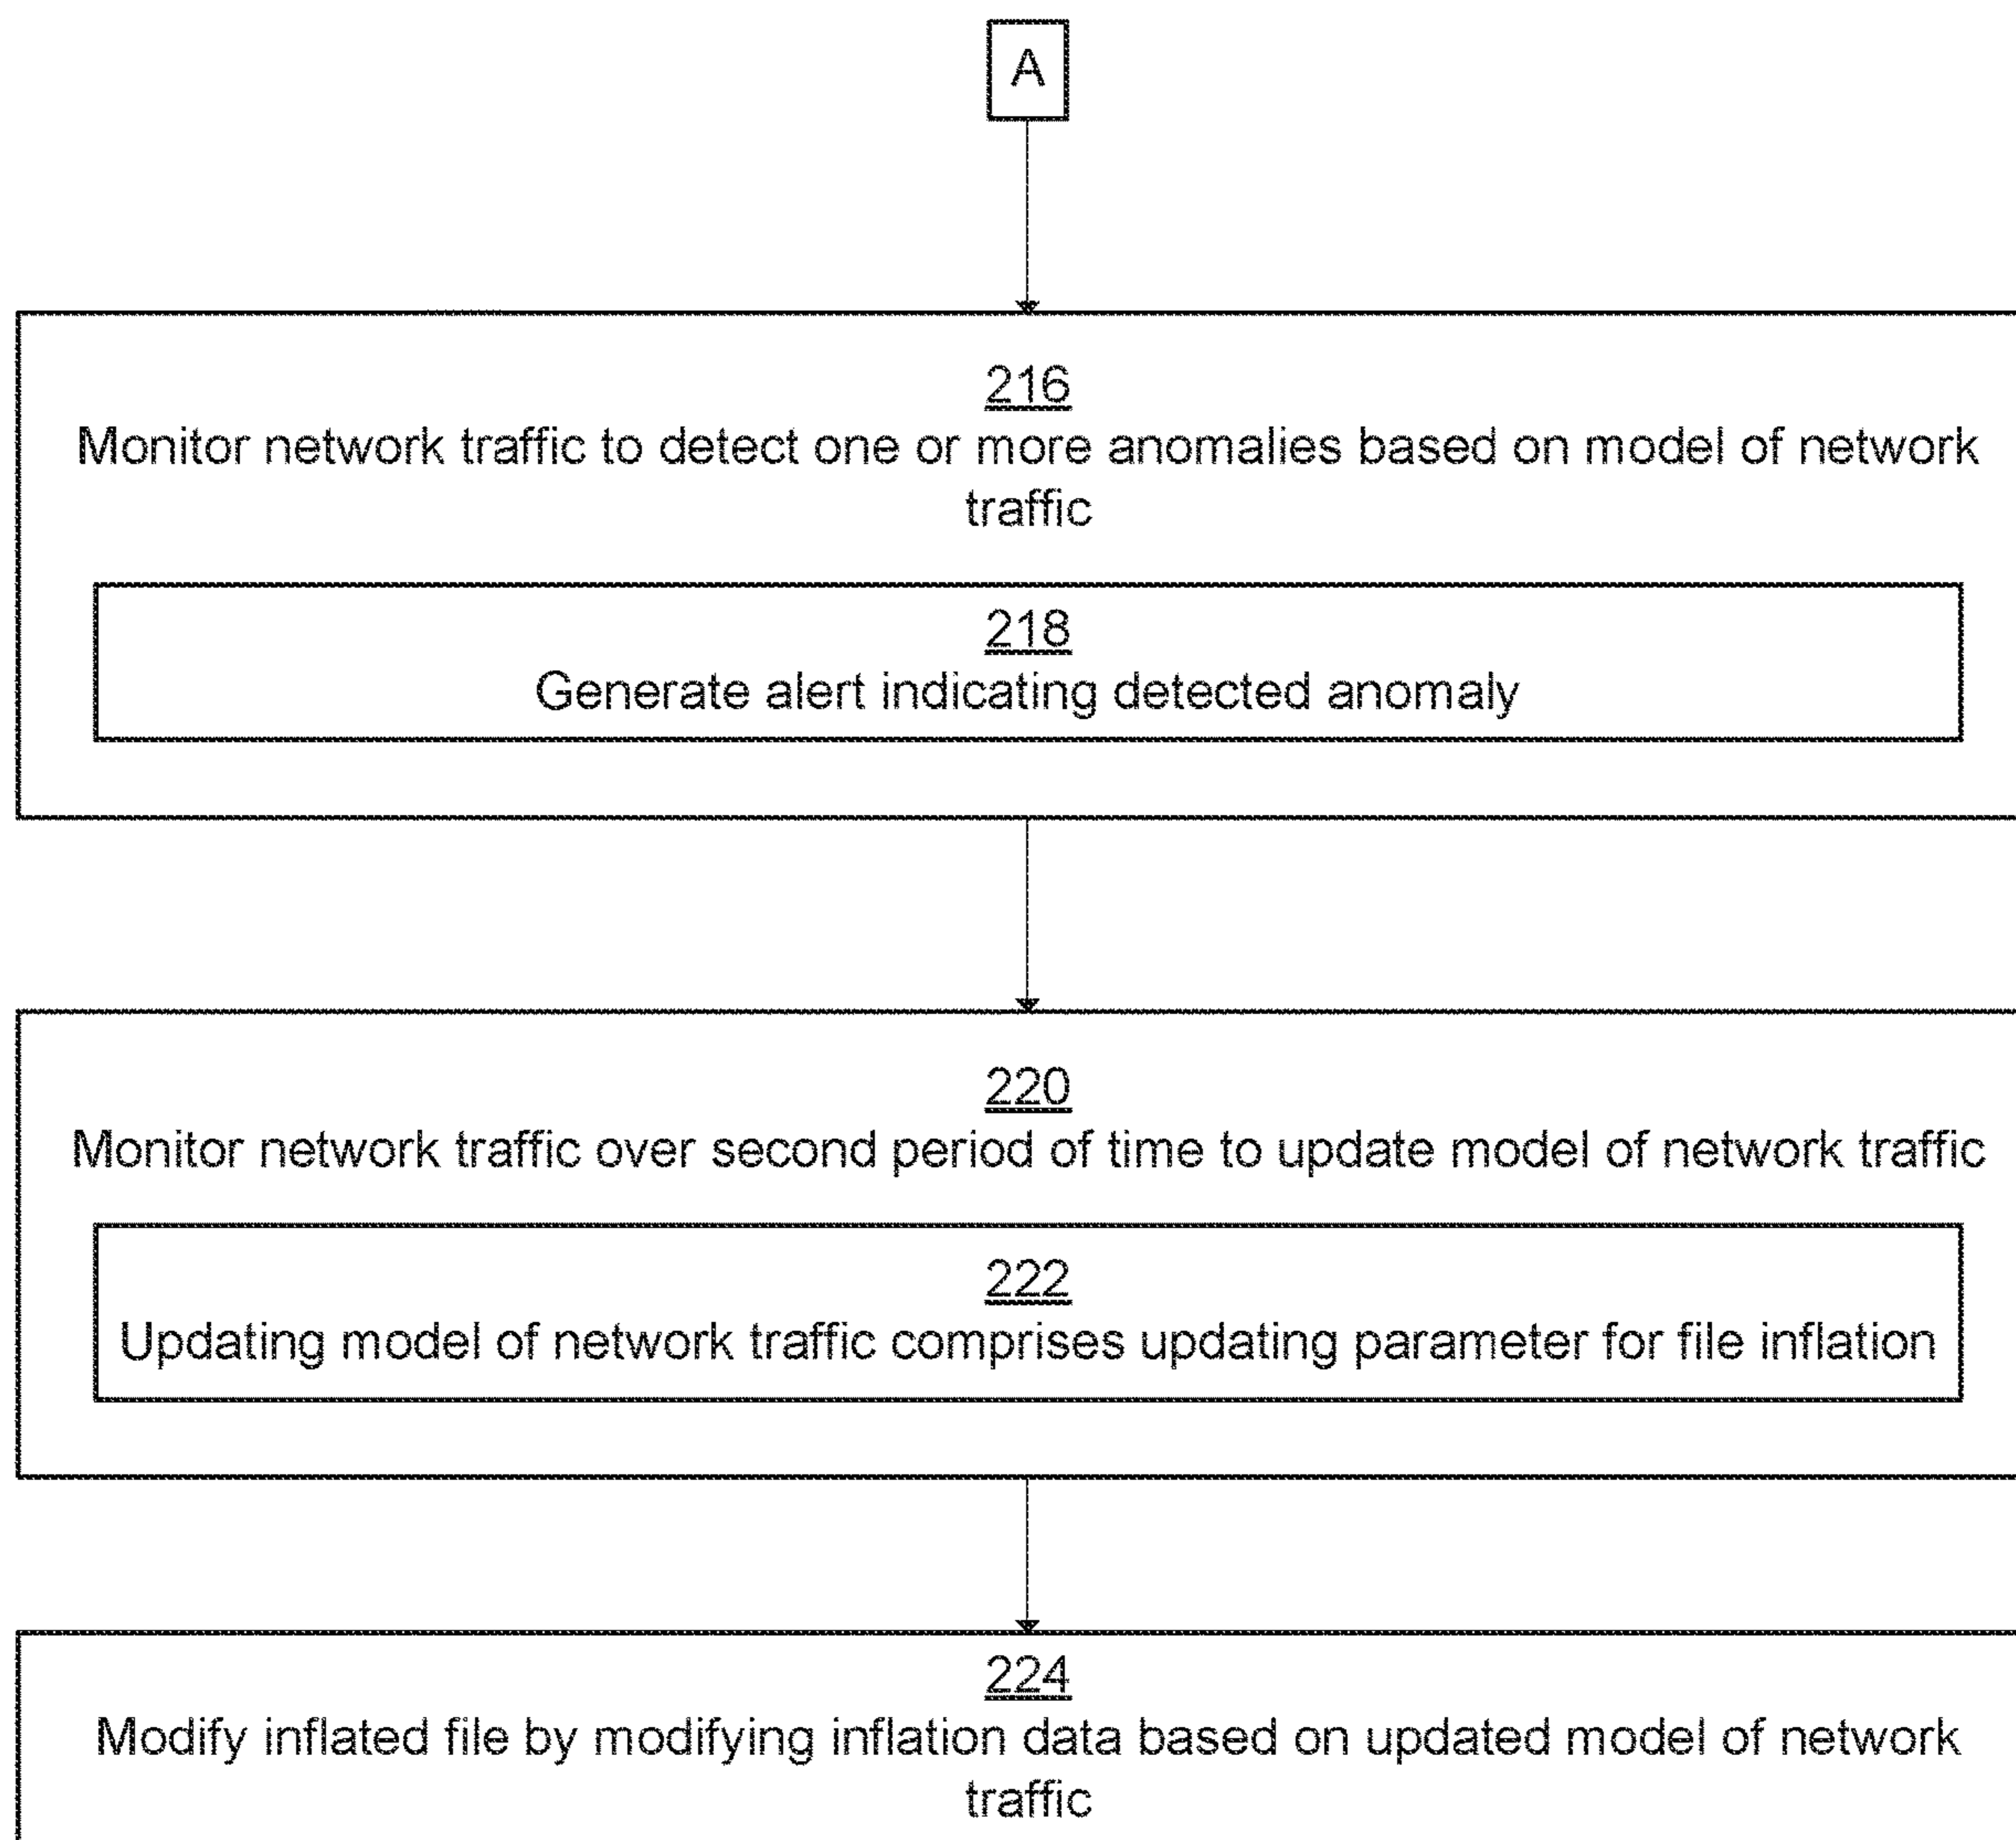 A
216
Monitor network traffic to detect one or more anomalies based on model of network
traffic
218
Generate alert indicating detected anomaly
220
Monitor network traffic over second period of time to update model of network traffic
222
Updating model of network traffic comprises updating parameter for file inflation
224
Modify inflated file by modifying inflation data based on updated model of network
traffic